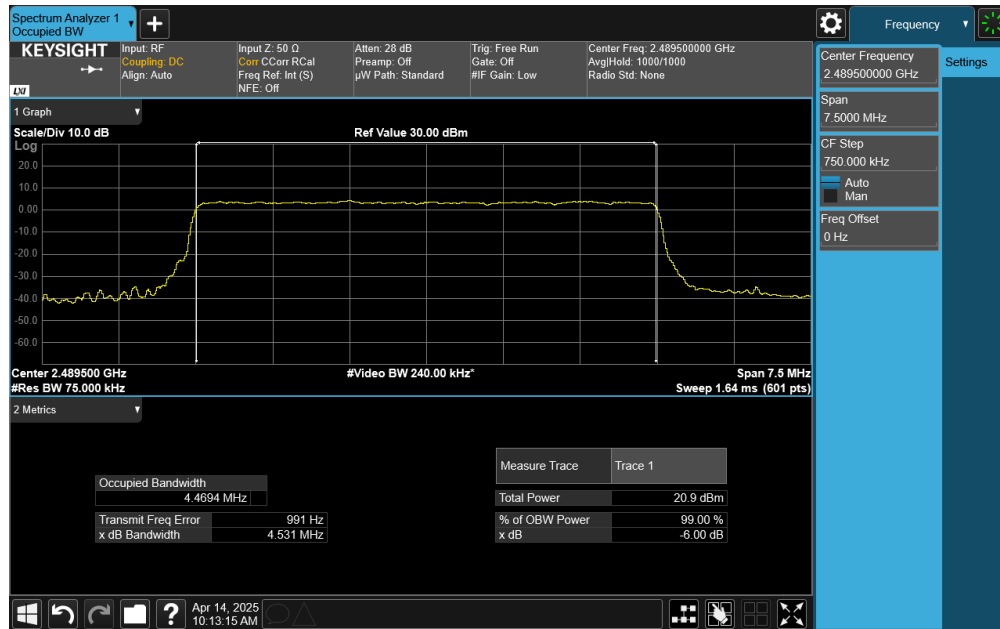 Spectrum Analyzer 1
Occupied BW
+
Frequency
KEYSIGHT
LXI
Input: RF
Coupling: DC
Align: Auto
Input Z: 50 Ω
Corr CCorr RCal
Freq Ref: Int (S)
NFE: Off
Atten: 28 dB
Preamp: Off
µW Path: Standard
Trig: Free Run
Gate: Off
#IF Gain: Low
Center Freq: 2.489500000 GHz
Avg|Hold: 1000/1000
Radio Std: None
Center Frequency
2.489500000 GHz
Settings
Span
7.5000 MHz
CF Step
750.000 kHz
Auto
Man
Freq Offset
0 Hz
1 Graph
Scale/Div 10.0 dB
Ref Value 30.00 dBm
Log
20.0
10.0
0.00
-10.0
-20.0
-30.0
-40.0
-50.0
-60.0
Center 2.489500 GHz
#Video BW 240.00 kHz*
Span 7.5 MHz
#Res BW 75.000 kHz
Sweep 1.64 ms (601 pts)
2 Metrics
Measure Trace Trace 1
Occupied Bandwidth
4.4694 MHz
Total Power 20.9 dBm
Transmit Freq Error 991 Hz
% of OBW Power 99.00 %
x dB Bandwidth 4.531 MHz
x dB -6.00 dB
?
Apr 14, 2025
10:13:15 AM